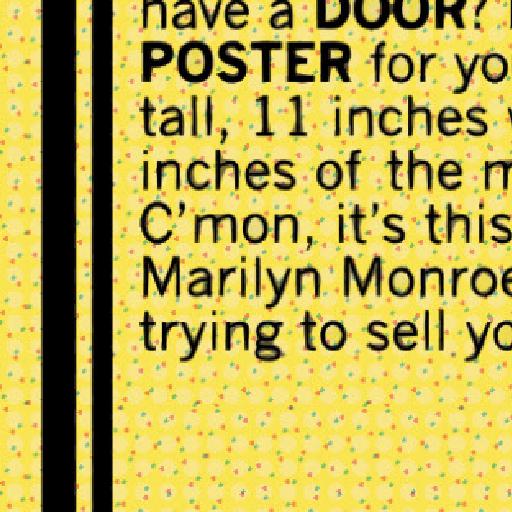 have a DOOR?
POSTER for yo
tall, 11 inches
inches of the m
C'mon, it's this
Marilyn Monroe
trying to sell yo